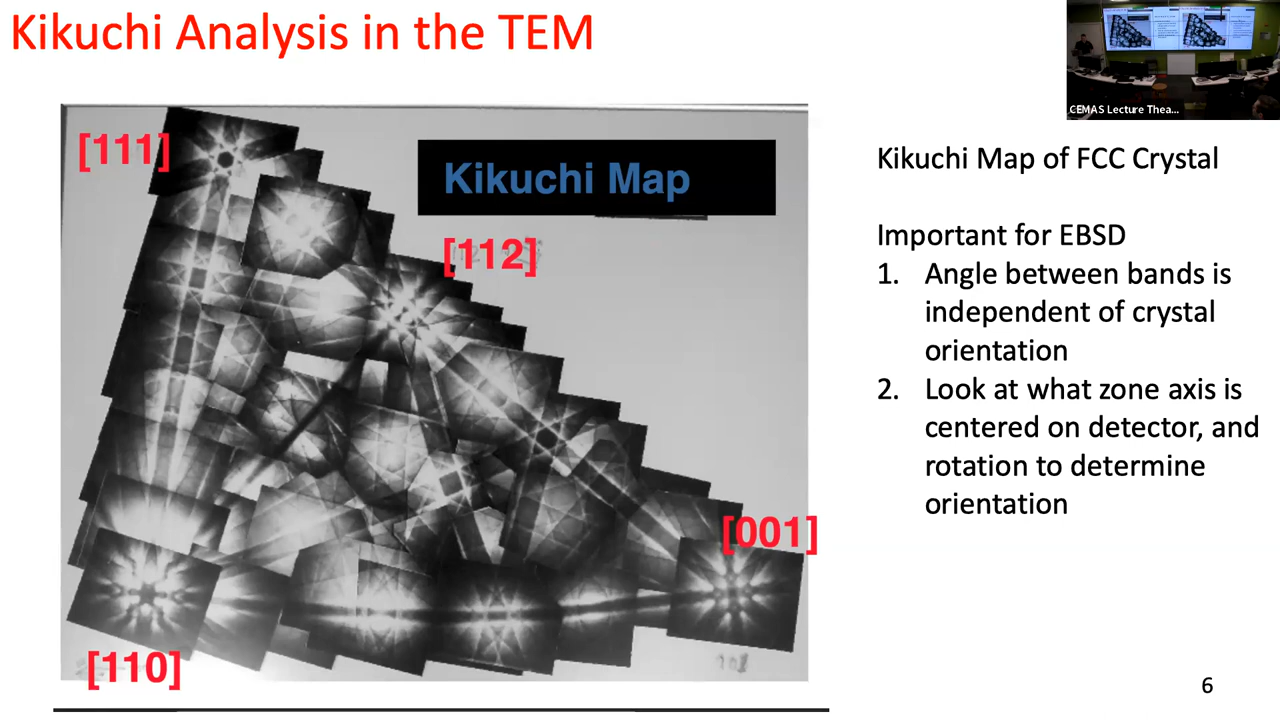 Kikuchi Analysis in the TEM
CEMAS Lecture Thea...
[111]
Kikuchi Map
[112]
[001]
[110]
Kikuchi Map of FCC Crystal
Important for EBSD
1. Angle between bands is
independent of crystal
orientation
2. Look at what zone axis is
centered on detector, and
rotation to determine
orientation
6